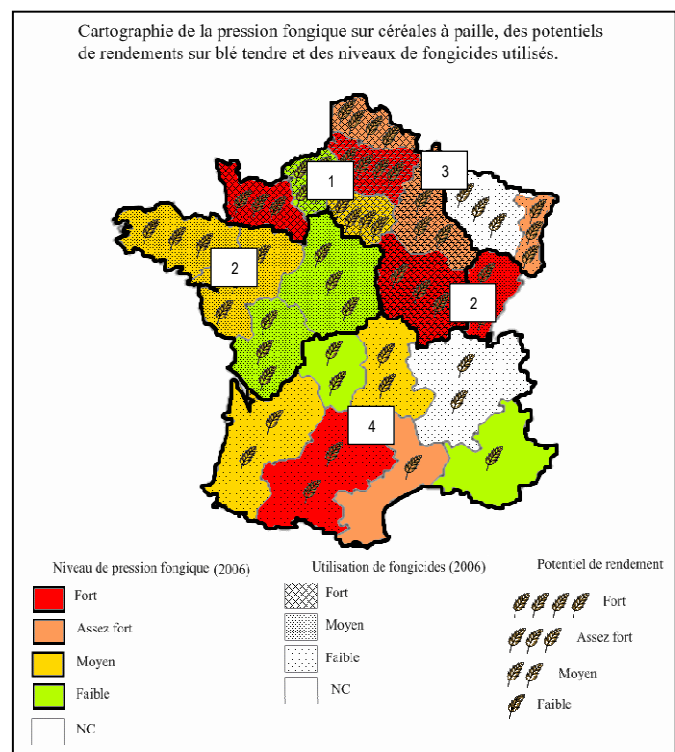 Cartographie de la pression fongique sur céréales à paille, des potentiels
de rendements sur blé tendre et des niveaux de fongicides utilisés.
3
1
2
2
4
Niveau de pression fongique (2006)
Fort
Assez fort
Moyen
Faible
NC
Utilisation de fongicides (2006)
Fort
Moyen
Faible
NC
Potentiel de rendement
Fort
Assez fort
Moyen
Faible